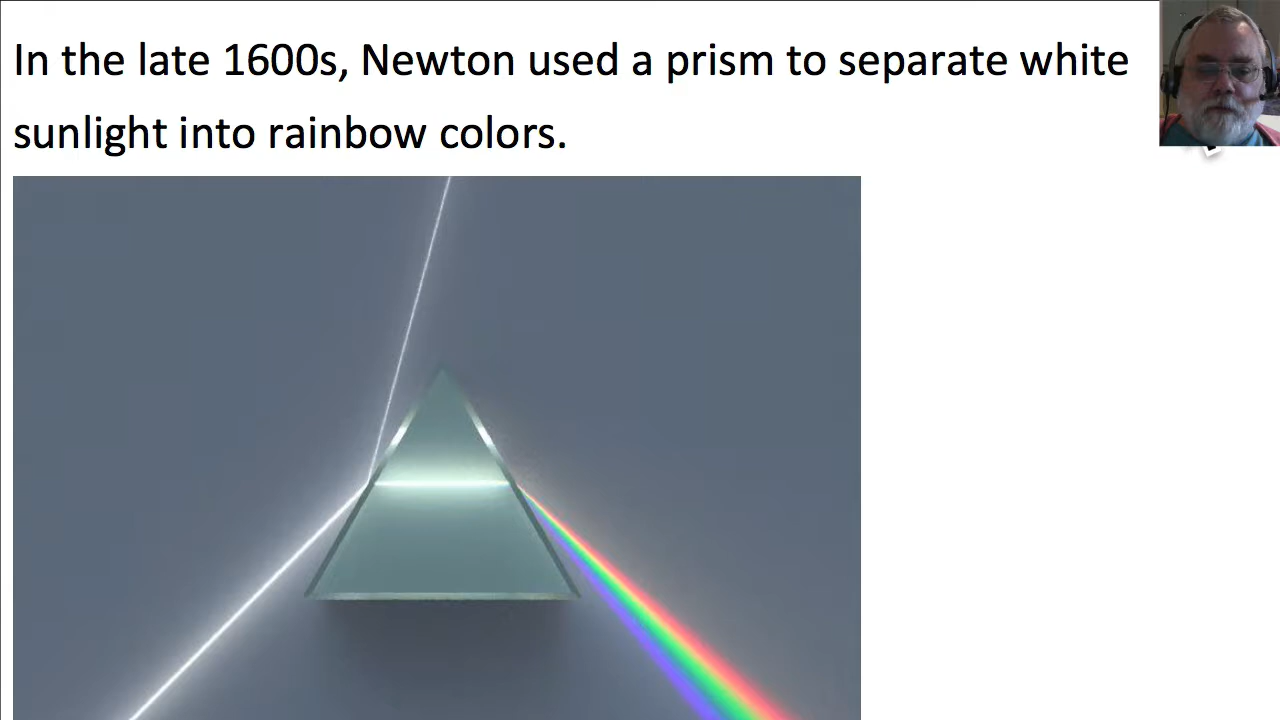 In the late 1600s, Newton used a prism to separate white
sunlight into rainbow colors.